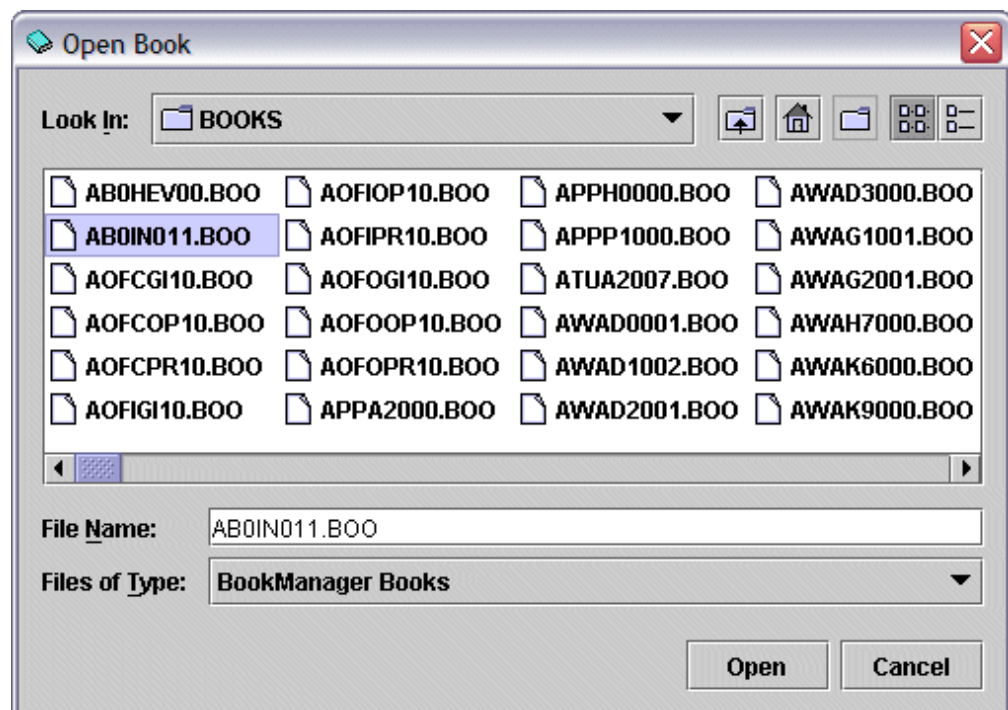 Open Book
Look In: BOOKS
AB0HEV00.BOO AOFIOP10.BOO APPH0000.BOO AWAD3000.BOO
AB0IN011.BOO AOFIPR10.BOO APPP1000.BOO AWAG1001.BOO
AOFCGI10.BOO AOFOGI10.BOO ATUA2007.BOO AWAG2001.BOO
AOFCOP10.BOO AOFOOP10.BOO AWAD0001.BOO AWAH7000.BOO
AOFCPR10.BOO AOFOPR10.BOO AWAD1002.BOO AWAK6000.BOO
AOFIGI10.BOO APPA2000.BOO AWAD2001.BOO AWAK9000.BOO
File Name: AB0IN011.BOO
Files of Type: BookManager Books
Open Cancel